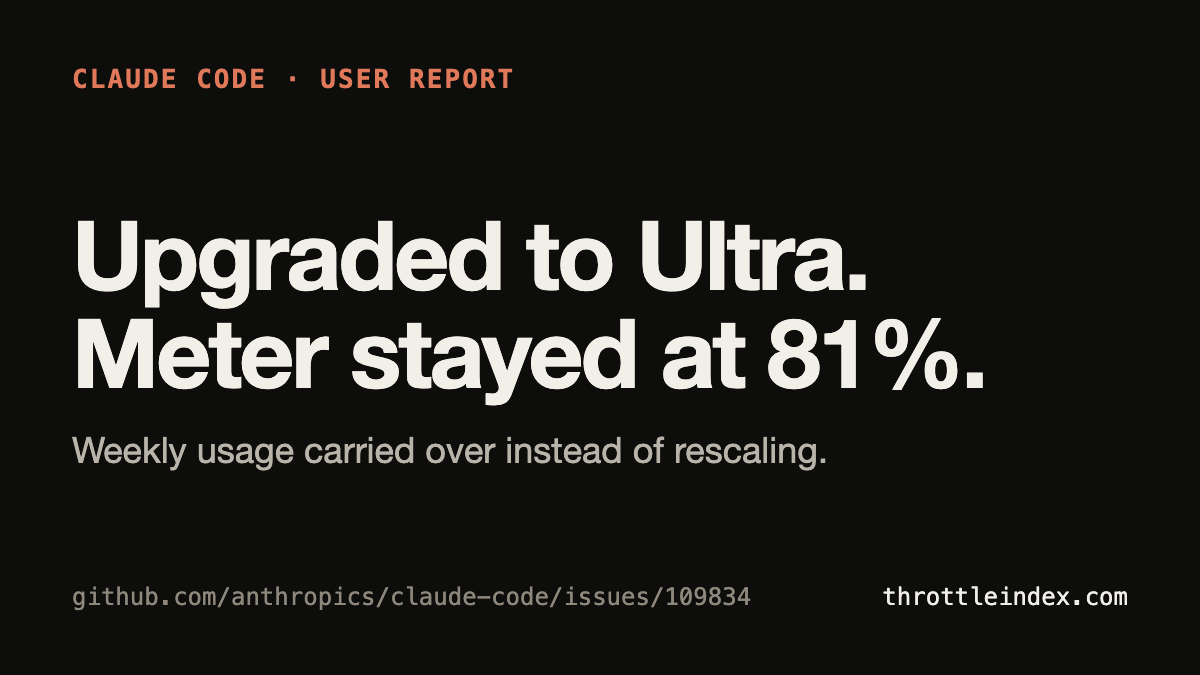 CLAUDE CODE · USER REPORT
Upgraded to Ultra.
Meter stayed at 81%.
Weekly usage carried over instead of rescaling.
github.com/anthropics/claude-code/issues/109834
throttleindex.com